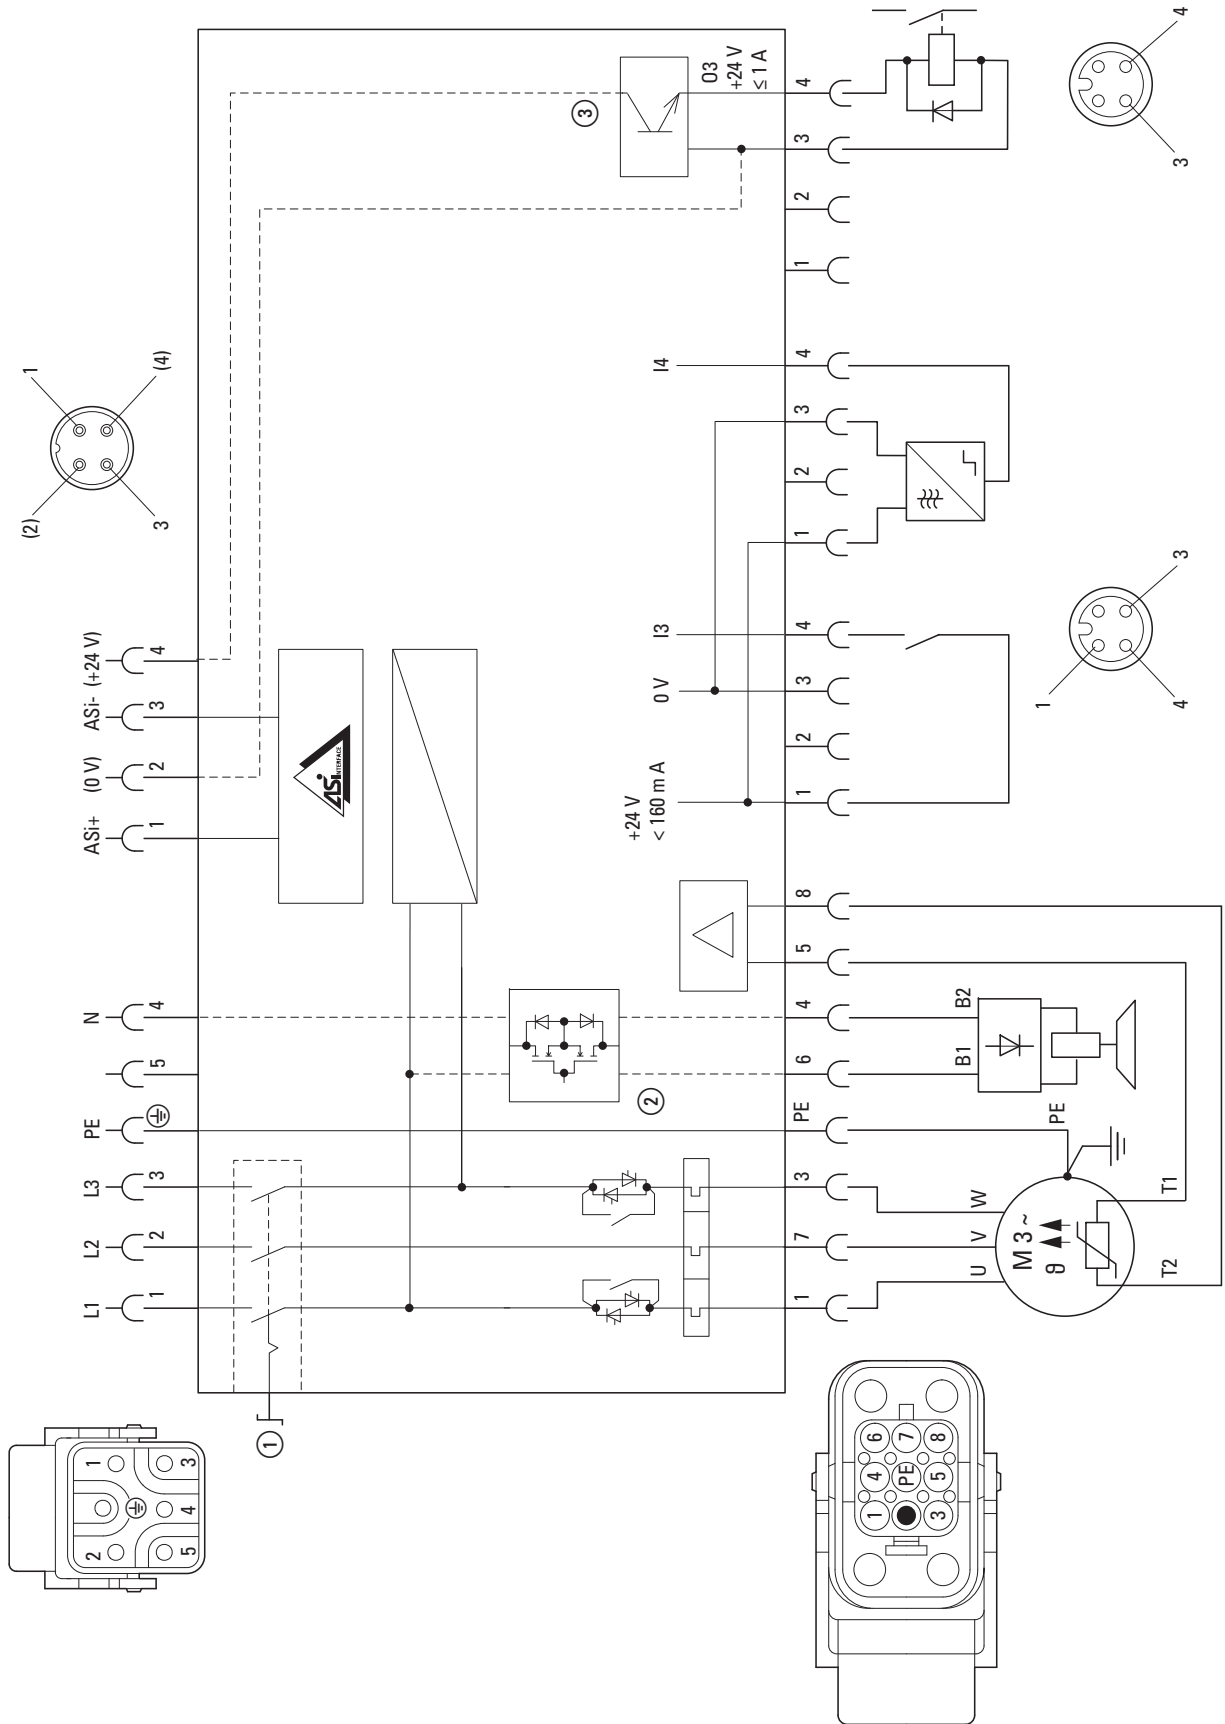 L1
1
L2
2
L3
3
PE
5
N
4
ASi+
1
(0 V)
2
ASi-
3
(+24 V)
4
1
(2)
(4)
3
1
2
3
4
5
1
ASi
INTERFACE
2
3
O3
+24 V
≤ 1 A
+24 V
< 160 m A
0 V
I3
I4
1
7
3
PE
6
4
5
8
1
2
3
4
1
2
3
4
1
2
3
4
U
V
W
PE
B1
B2
M 3 ~
ϑ
T1
T2
1
3
4
3
4
1
3
4
PE
5
6
7
8